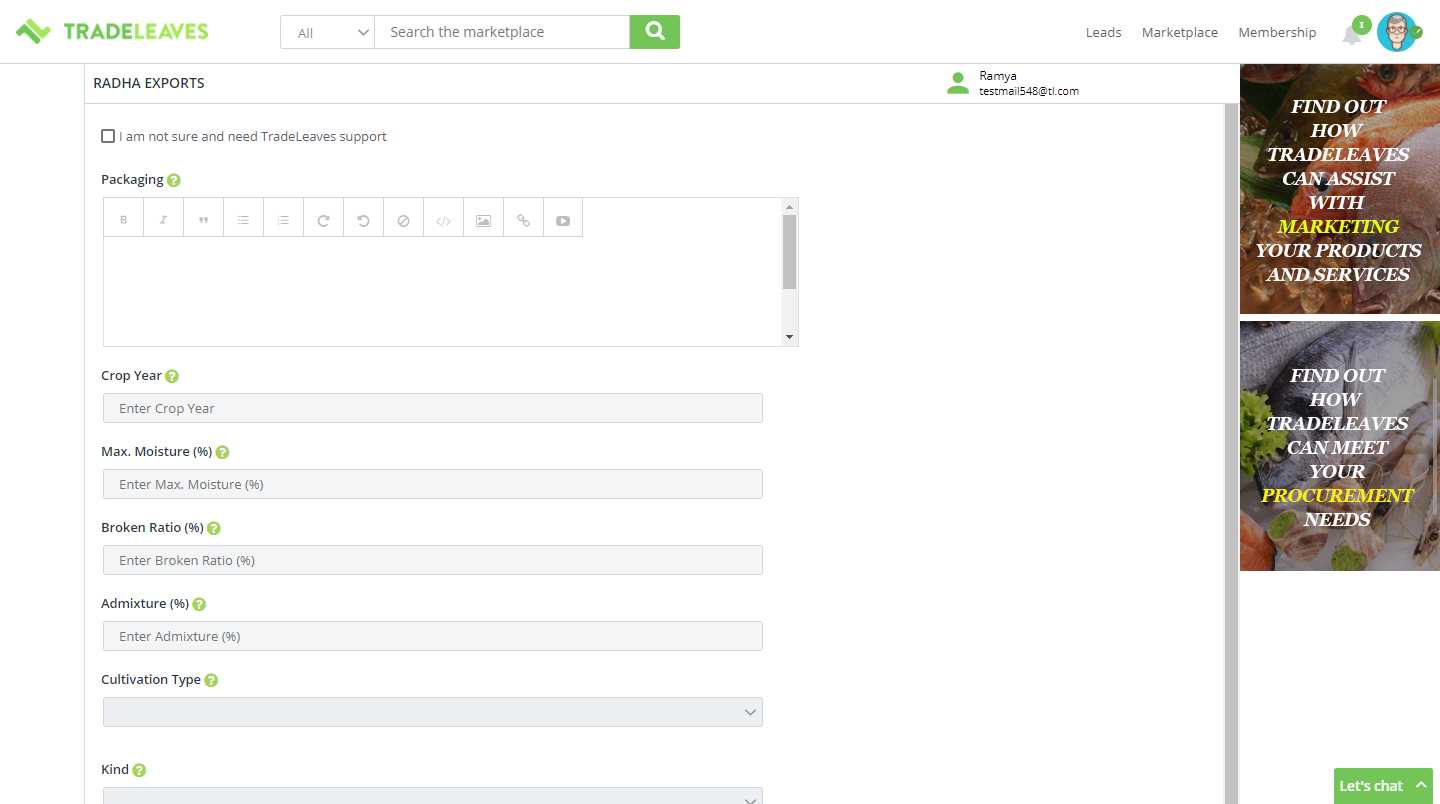 TRADELEAVES
All
Search the marketplace
Leads
Marketplace
Membership
1
RADHA EXPORTS
Ramya
testmail548@tl.com
I am not sure and need TradeLeaves support
Packaging ?
B I
Crop Year ?
Enter Crop Year
Max. Moisture (%) ?
Enter Max. Moisture (%)
Broken Ratio (%) ?
Enter Broken Ratio (%)
Admixture (%) ?
Enter Admixture (%)
Cultivation Type ?
Kind ?
FIND OUT
HOW
TRADELEAVES
CAN ASSIST
WITH
MARKETING
YOUR PRODUCTS
AND SERVICES
FIND OUT
HOW
TRADELEAVES
CAN MEET
YOUR
PROCUREMENT
NEEDS
Let's chat